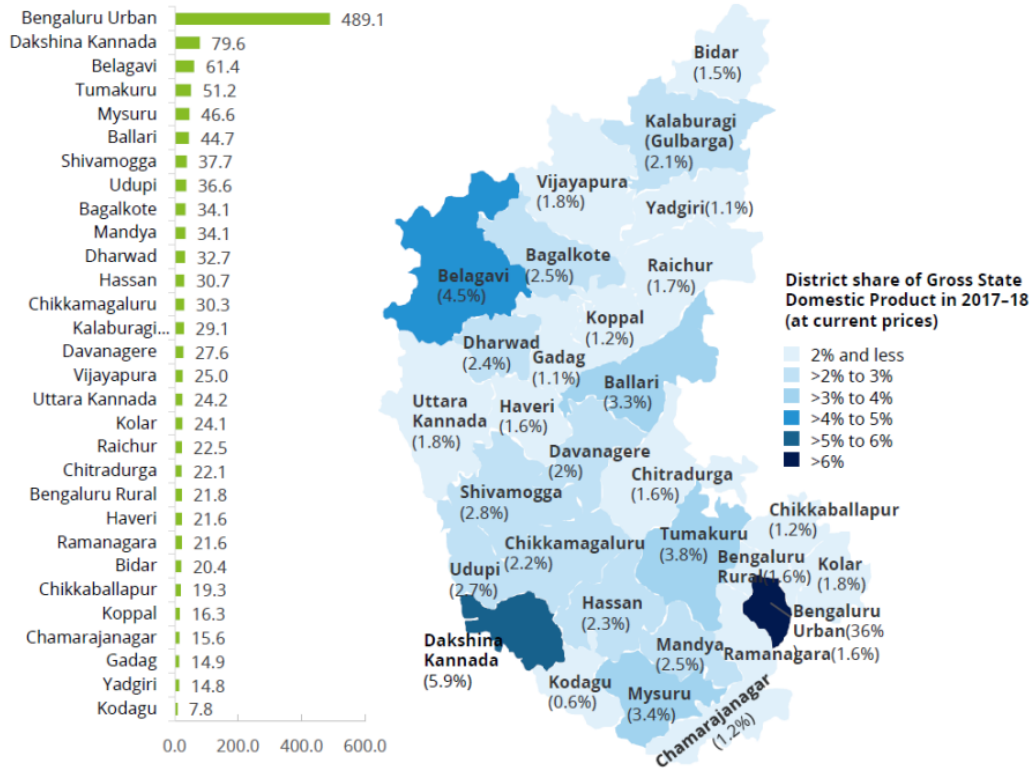 Bengaluru Urban 489.1
Dakshina Kannada 79.6
Belagavi 61.4
Tumakuru 51.2
Mysuru 46.6
Ballari 44.7
Shivamogga 37.7
Udupi 36.6
Bagalkote 34.1
Mandya 34.1
Dharwad 32.7
Hassan 30.7
Chikkamagaluru 30.3
Kalaburagi... 29.1
Davanagere 27.6
Vijayapura 25.0
Uttara Kannada 24.2
Kolar 24.1
Raichur 22.5
Chitradurga 22.1
Bengaluru Rural 21.8
Haveri 21.6
Ramanagara 21.6
Bidar 20.4
Chikkaballapur 19.3
Koppal 16.3
Chamarajanagar 15.6
Gadag 14.9
Yadgiri 14.8
Kodagu 7.8
0.0 200.0 400.0 600.0
Bidar
(1.5%)
Kalaburagi
(Gulbarga)
(2.1%)
Vijayapura
(1.8%)
Yadgiri(1.1%)
Bagalkote
(2.5%)
Belagavi
(4.5%)
Raichur
(1.7%)
Koppal
(1.2%)
Dharwad
(2.4%)
Gadag
(1.1%)
Ballari
(3.3%)
Uttara
Kannada
(1.8%)
Haveri
(1.6%)
Davanagere
(2%)
Chitradurga
(1.6%)
Shivamogga
(2.8%)
Chikkaballapur
(1.2%)
Tumakuru
(3.8%)
Chikkamagaluru
(2.2%)
Bengaluru
Rural(1.6%)
Kolar
(1.8%)
Udupi
(2.7%)
Hassan
(2.3%)
Bengaluru
Urban(36%
Dakshina
Kannada
(5.9%)
Mandya
(2.5%)
Ramanagara(1.6%)
Kodagu
(0.6%)
Mysuru
(3.4%)
Chamarajanagar
(1.2%)
District share of Gross State
Domestic Product in 2017–18
(at current prices)
2% and less
>2% to 3%
>3% to 4%
>4% to 5%
>5% to 6%
>6%